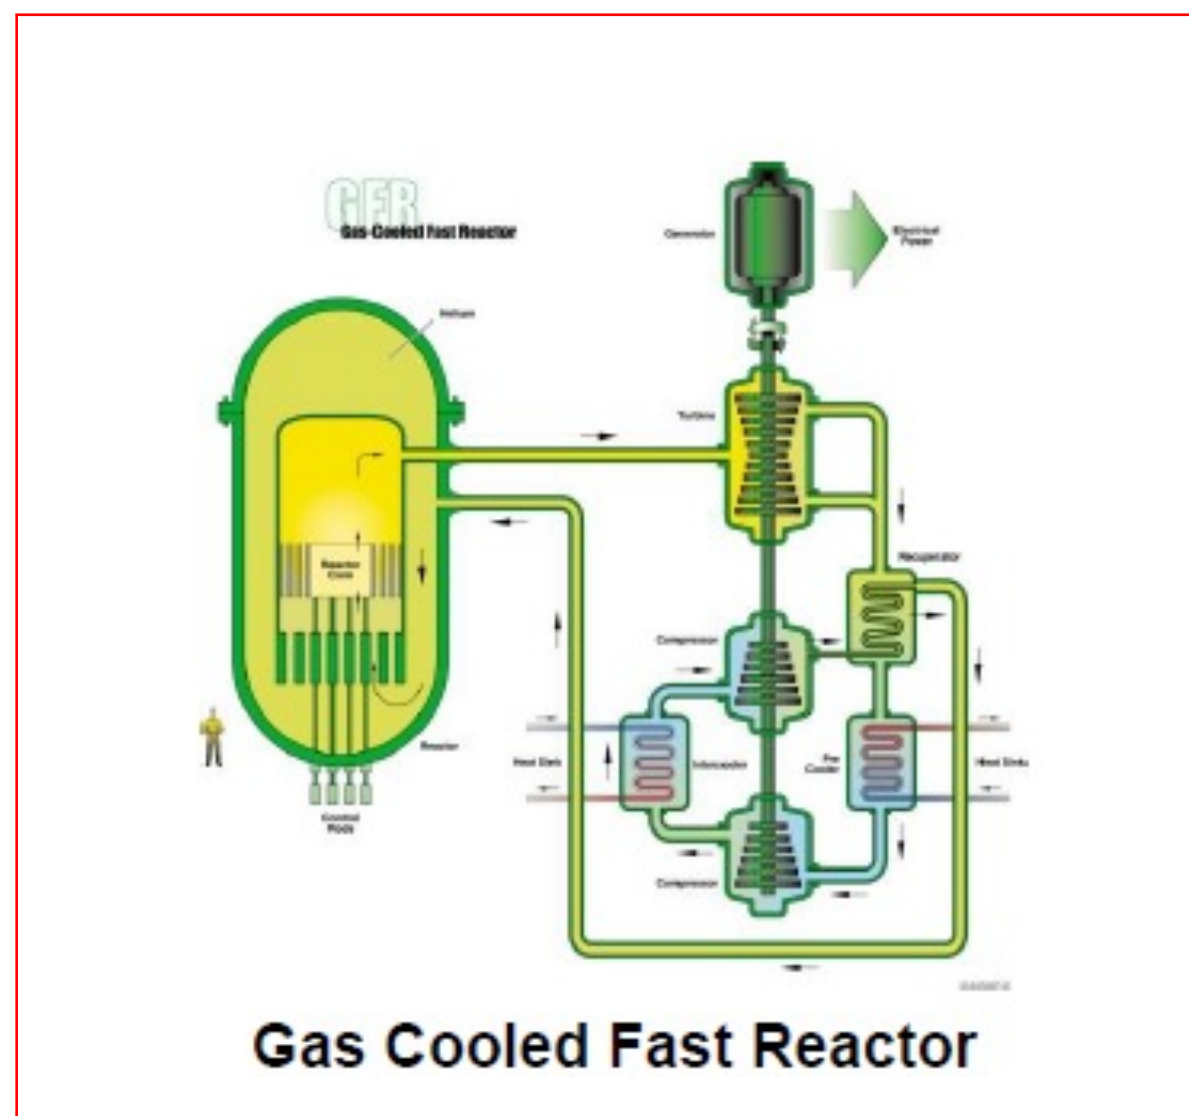 GFR
Gas-Cooled Fast Reactor
Generator
Electrical
Power
Helium
Turbine
Recuperator
Reactor
Core
Compressor
Reactor
Heat Sink
Intercooler
Pre
Cooler
Heat Sink
Control
Rods
Compressor
Gas Cooled Fast Reactor